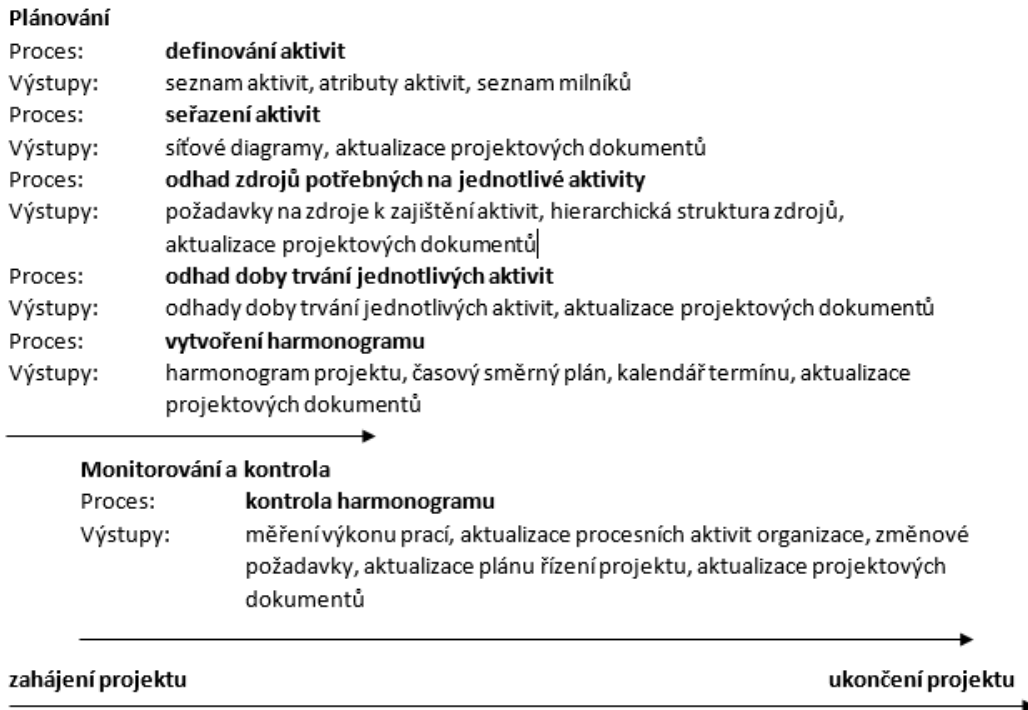 Plánování
Proces: definování aktivit
Výstupy: seznam aktivit, atributy aktivit, seznam milníků
Proces: seřazení aktivit
Výstupy: síťové diagramy, aktualizace projektových dokumentů
Proces: odhad zdrojů potřebných na jednotlivé aktivity
Výstupy: požadavky na zdroje k zajištění aktivit, hierarchická struktura zdrojů,
aktualizace projektových dokumentů
Proces: odhad doby trvání jednotlivých aktivit
Výstupy: odhady doby trvání jednotlivých aktivit, aktualizace projektových dokumentů
Proces: vytvoření harmonogramu
Výstupy: harmonogram projektu, časový směrný plán, kalendář termínu, aktualizace
projektových dokumentů
Monitorování a kontrola
Proces: kontrola harmonogramu
Výstupy: měření výkonu prací, aktualizace procesních aktivit organizace, změnové
požadavky, aktualizace plánu řízení projektu, aktualizace projektových
dokumentů
zahájení projektu ukončení projektu